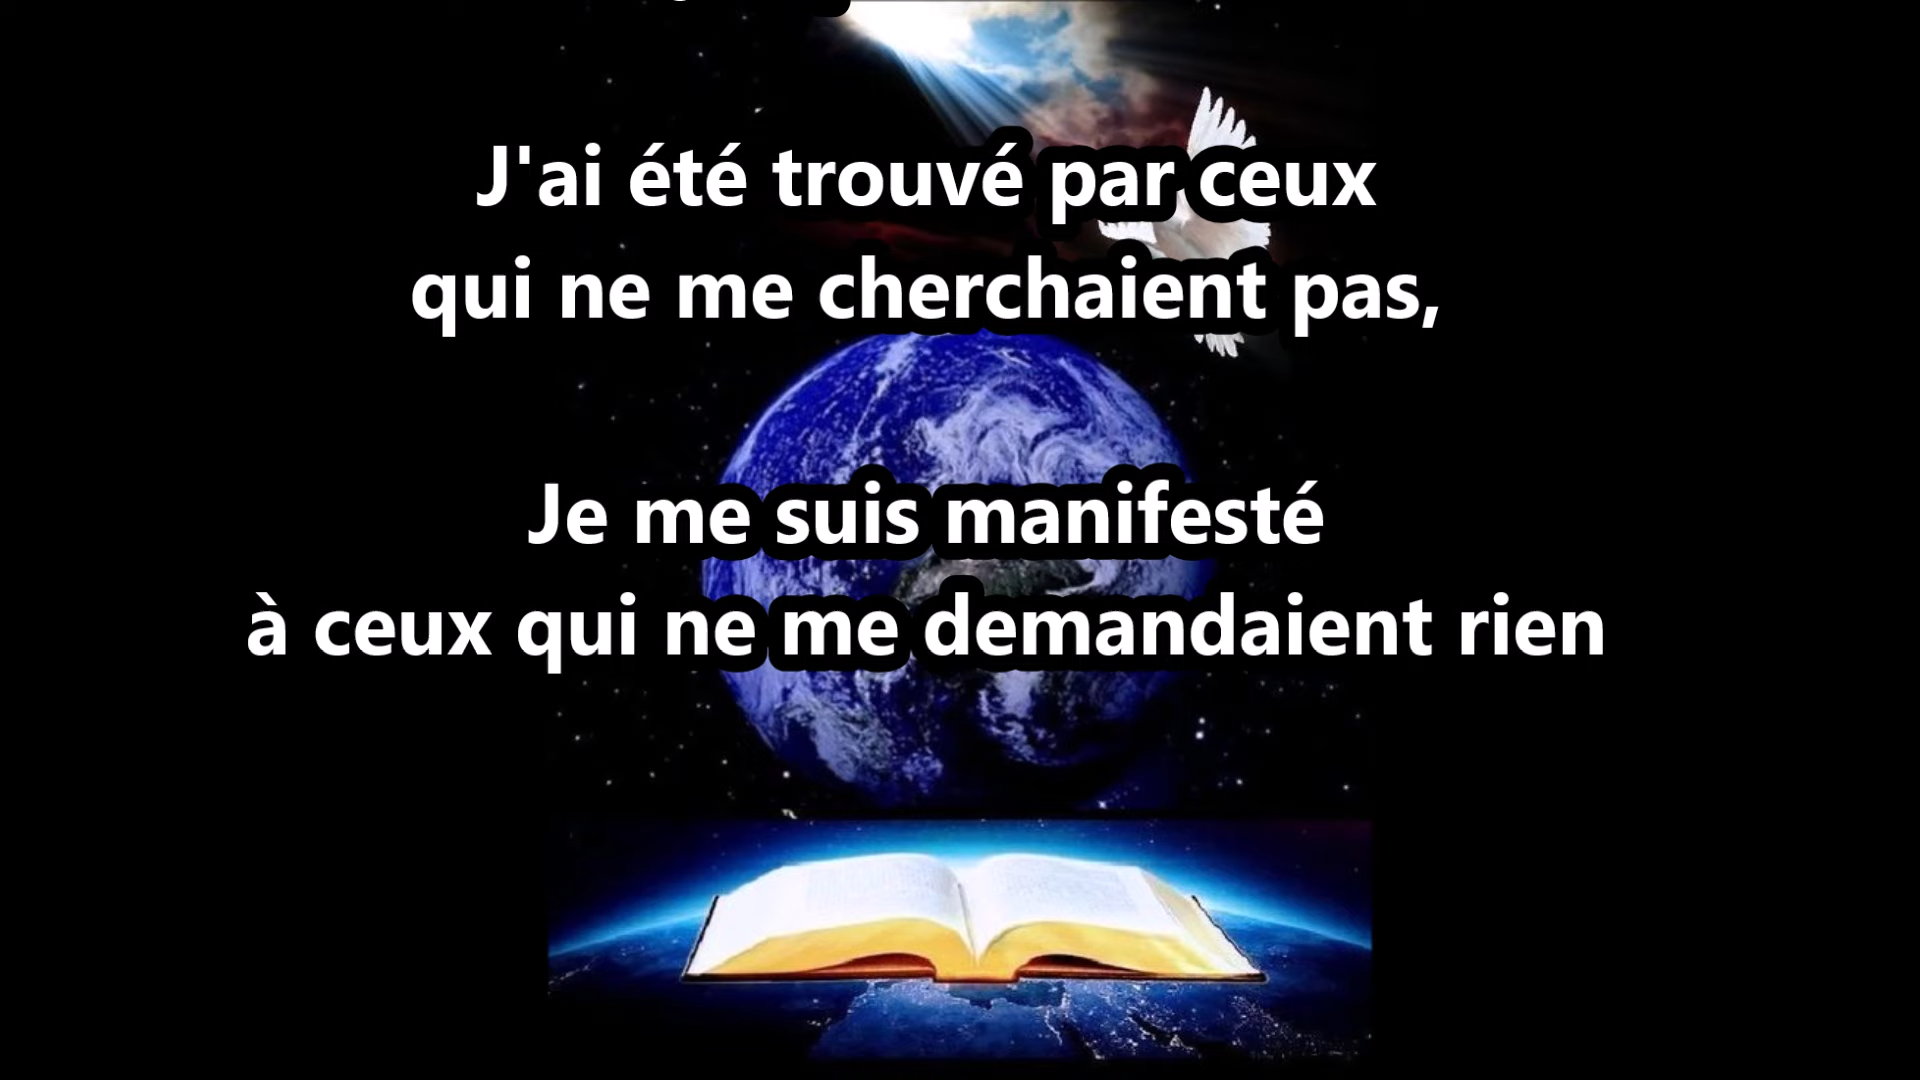 J'ai été trouvé par ceux
qui ne me cherchaient pas,
Je me suis manifesté
à ceux qui ne me demandaient rien